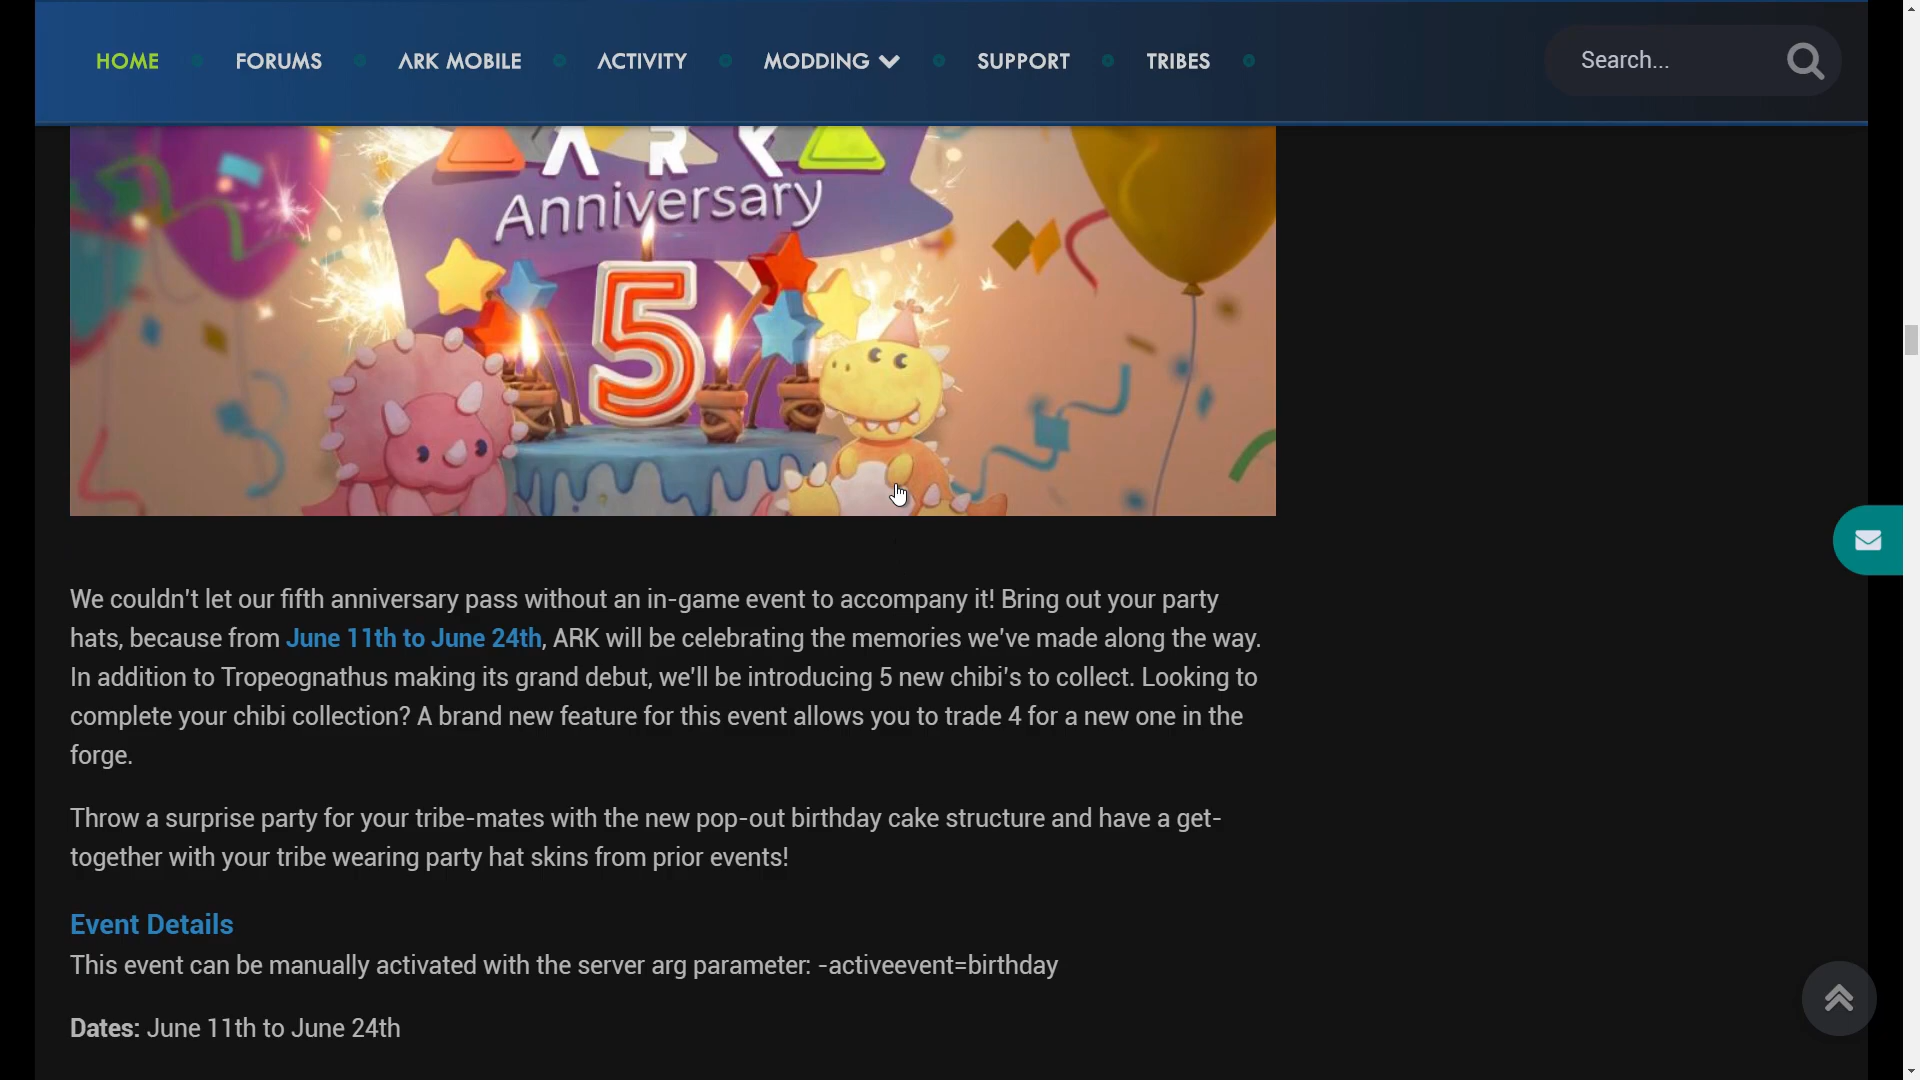 HOME FORUMS ARK MOBILE ACTIVITY MODDING SUPPORT TRIBES Search...
ARK
Anniversary
5
We couldn't let our fifth anniversary pass without an in-game event to accompany it! Bring out your party
hats, because from June 11th to June 24th, ARK will be celebrating the memories we've made along the way.
In addition to Tropeognathus making its grand debut, we'll be introducing 5 new chibi's to collect. Looking to
complete your chibi collection? A brand new feature for this event allows you to trade 4 for a new one in the
forge.
Throw a surprise party for your tribe-mates with the new pop-out birthday cake structure and have a get-
together with your tribe wearing party hat skins from prior events!
Event Details
This event can be manually activated with the server arg parameter: -activeevent=birthday
Dates: June 11th to June 24th